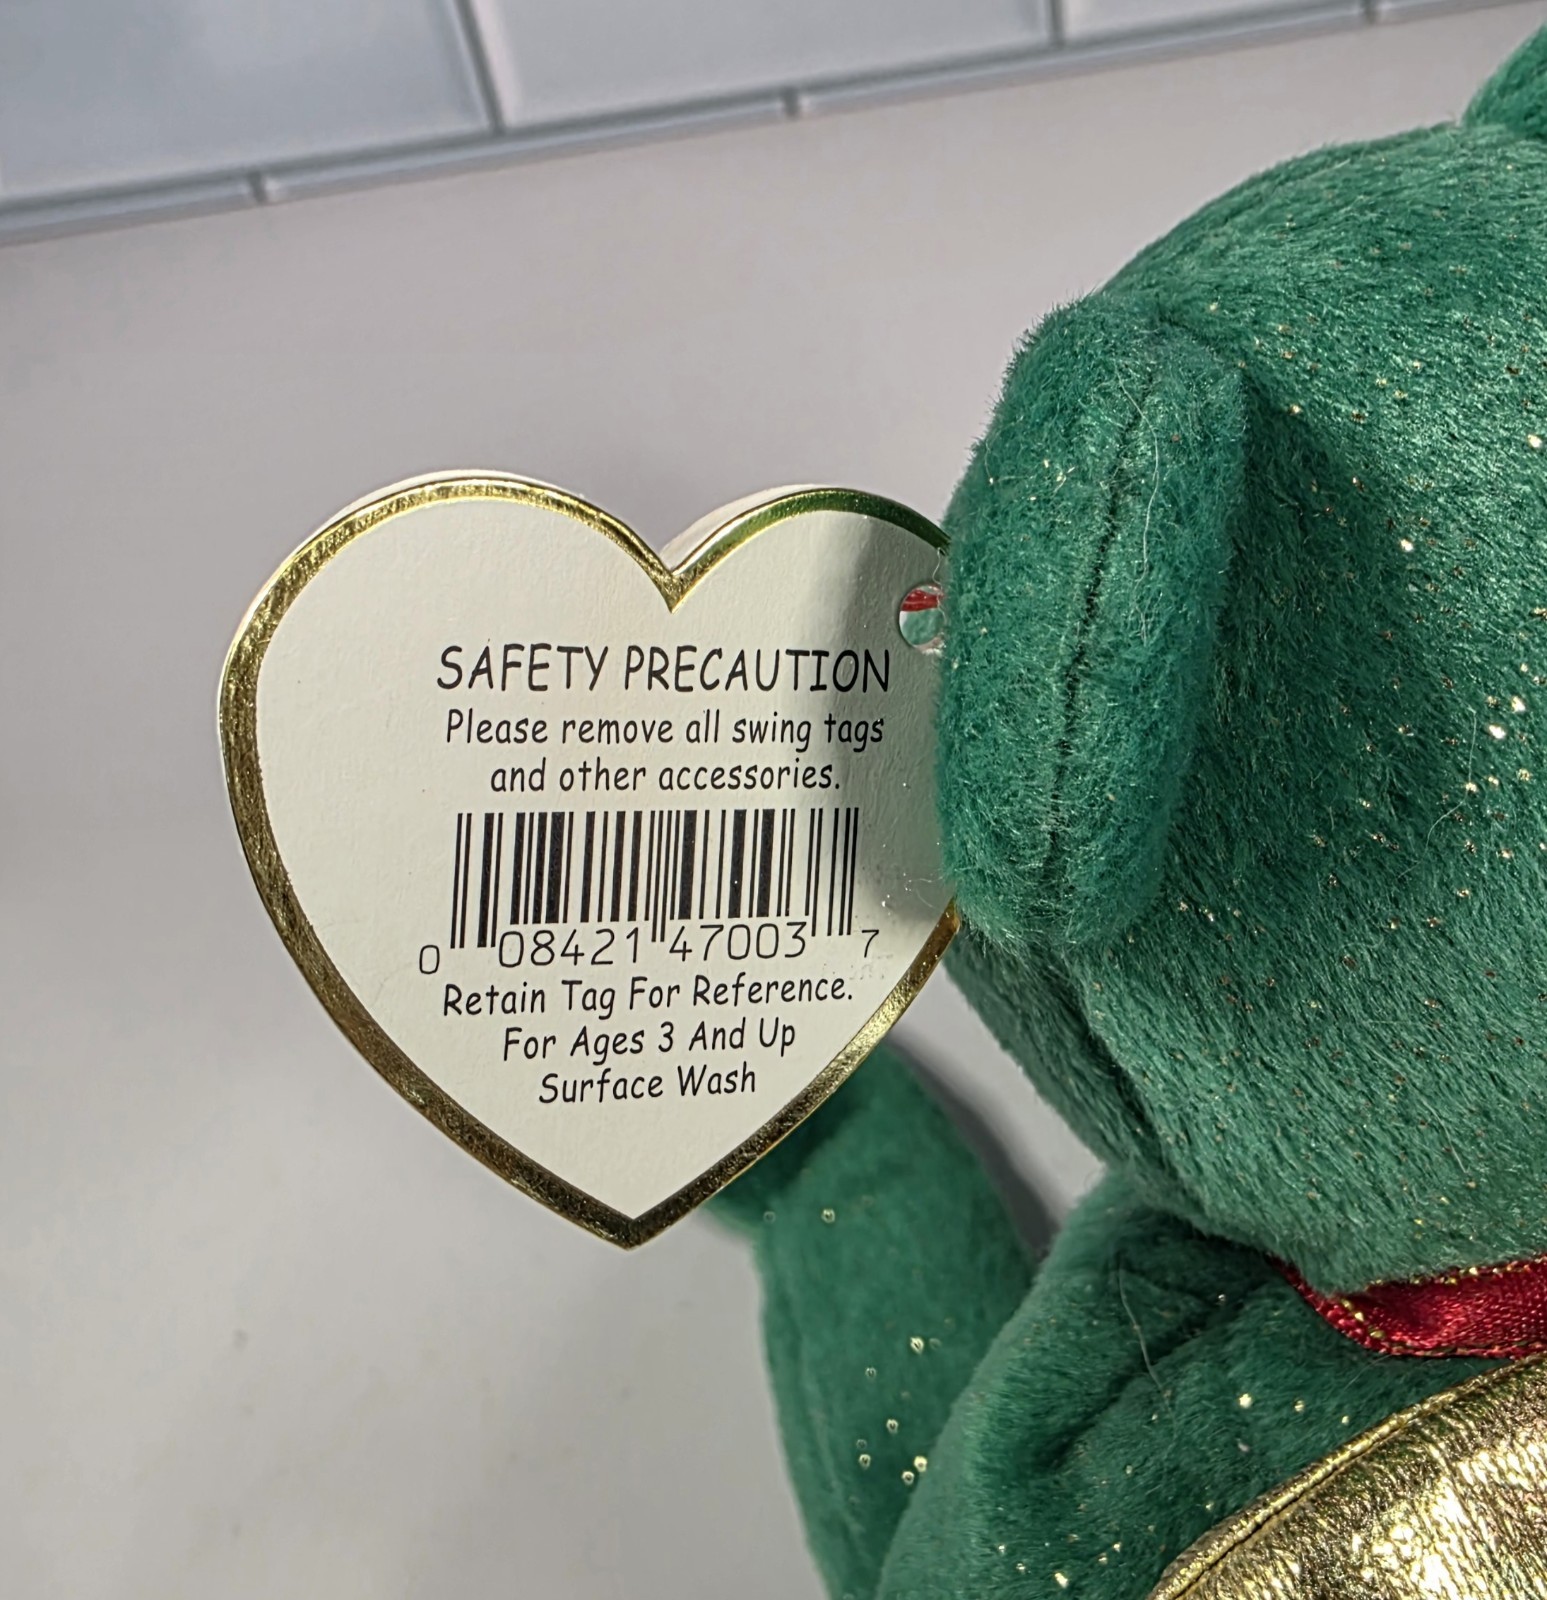 SAFETY PRECAUTION
Please remove all swing tags
and other accessories.
0 08421 47003 7
Retain Tag For Reference.
For Ages 3 And Up
Surface Wash